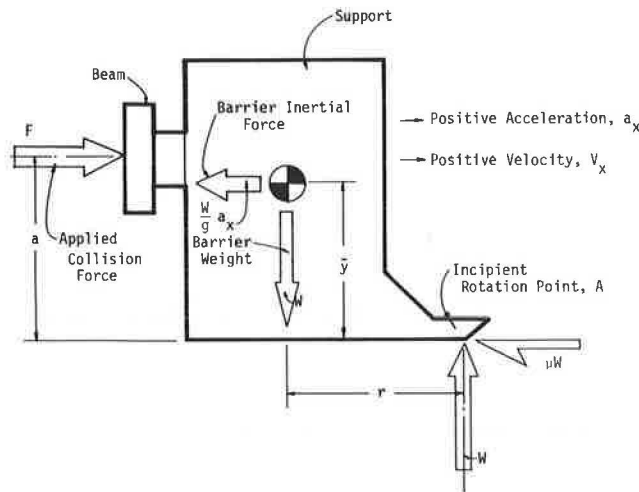 Support
Beam
F
Barrier Inertial
Force
Positive Acceleration, a_x
Positive Velocity, V_x
W/g a_x
a
Applied
Collision
Force
Barrier
Weight
ȳ
W
Incipient
Rotation Point, A
μW
r
W